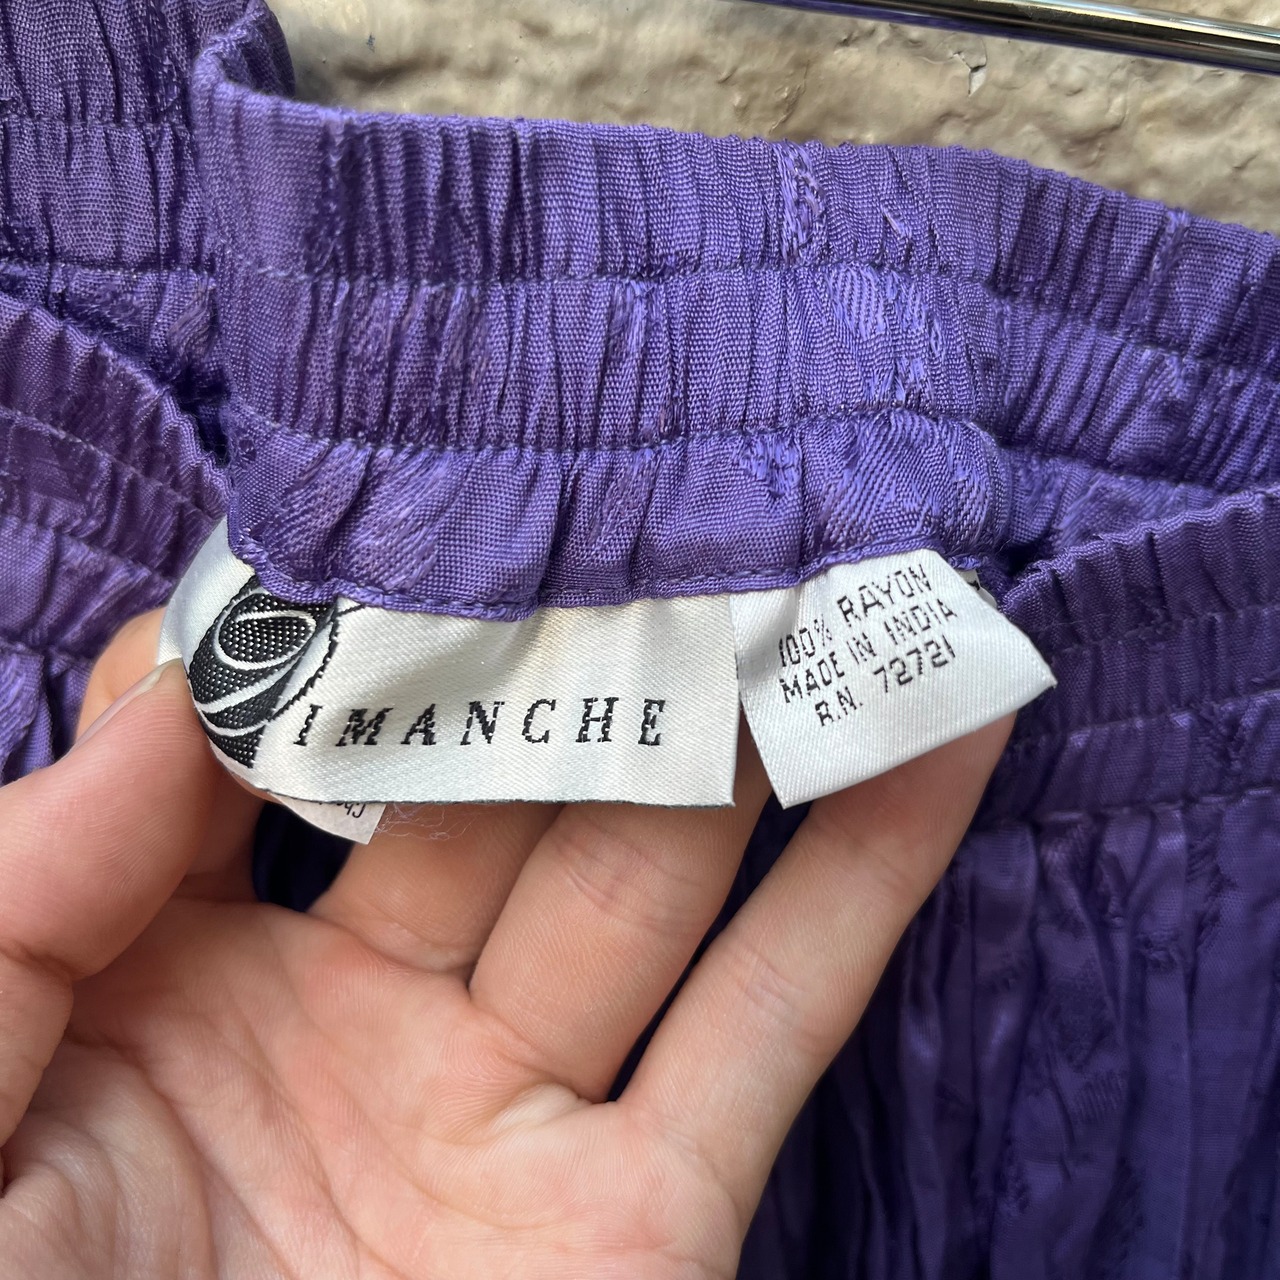 IMANCHE
100% RAYON
MADE IN INDIA
R.N. 72721